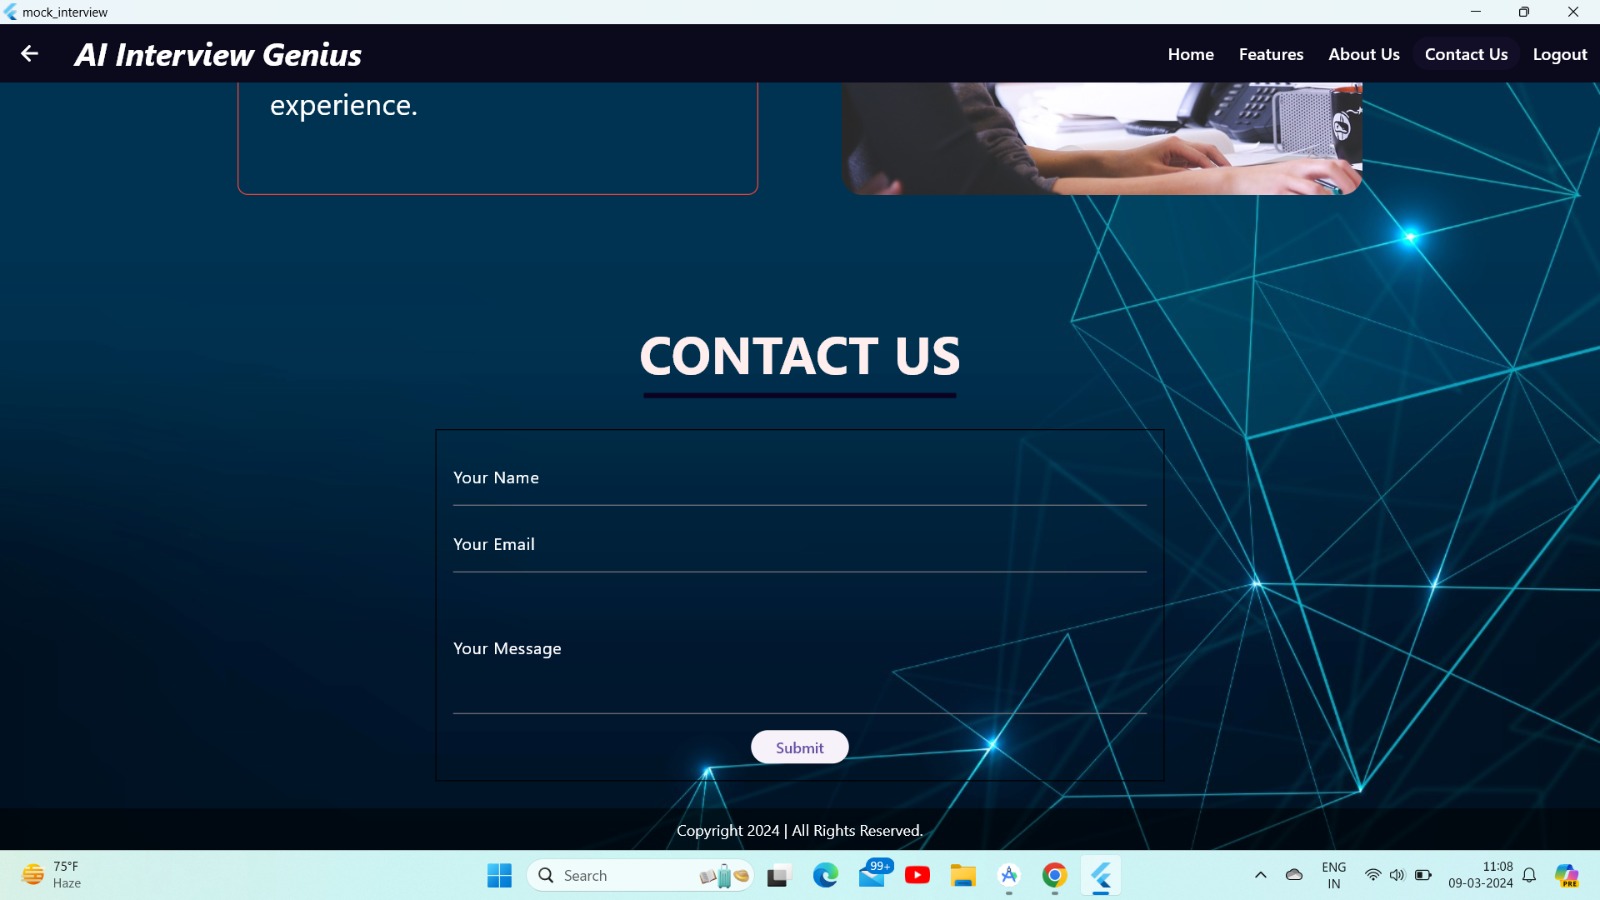 mock_interview
AI Interview Genius
Home Features About Us Contact Us Logout
experience.
CONTACT US
Your Name
Your Email
Your Message
Submit
Copyright 2024 | All Rights Reserved.
75°F
Haze
Search
99+
ENG
IN
11:08
09-03-2024
PRE